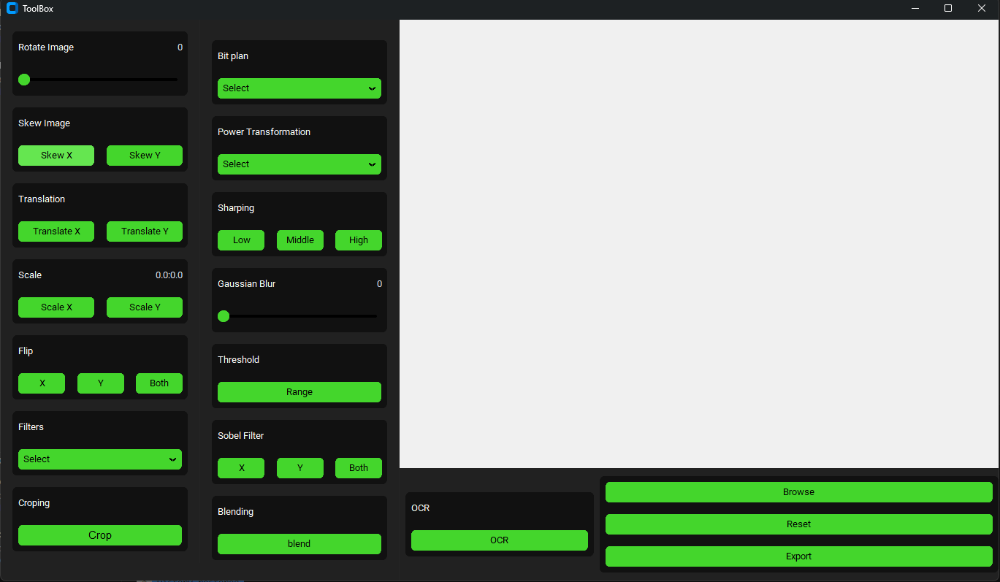 ToolBox
Rotate Image 0
Skew Image
Skew X Skew Y
Translation
Translate X Translate Y
Scale 0.0:0.0
Scale X Scale Y
Flip
X Y Both
Filters
Select
Croping
Crop
Bit plan
Select
Power Transformation
Select
Sharping
Low Middle High
Gaussian Blur 0
Threshold
Range
Sobel Filter
X Y Both
Blending
blend
OCR
OCR
Browse
Reset
Export